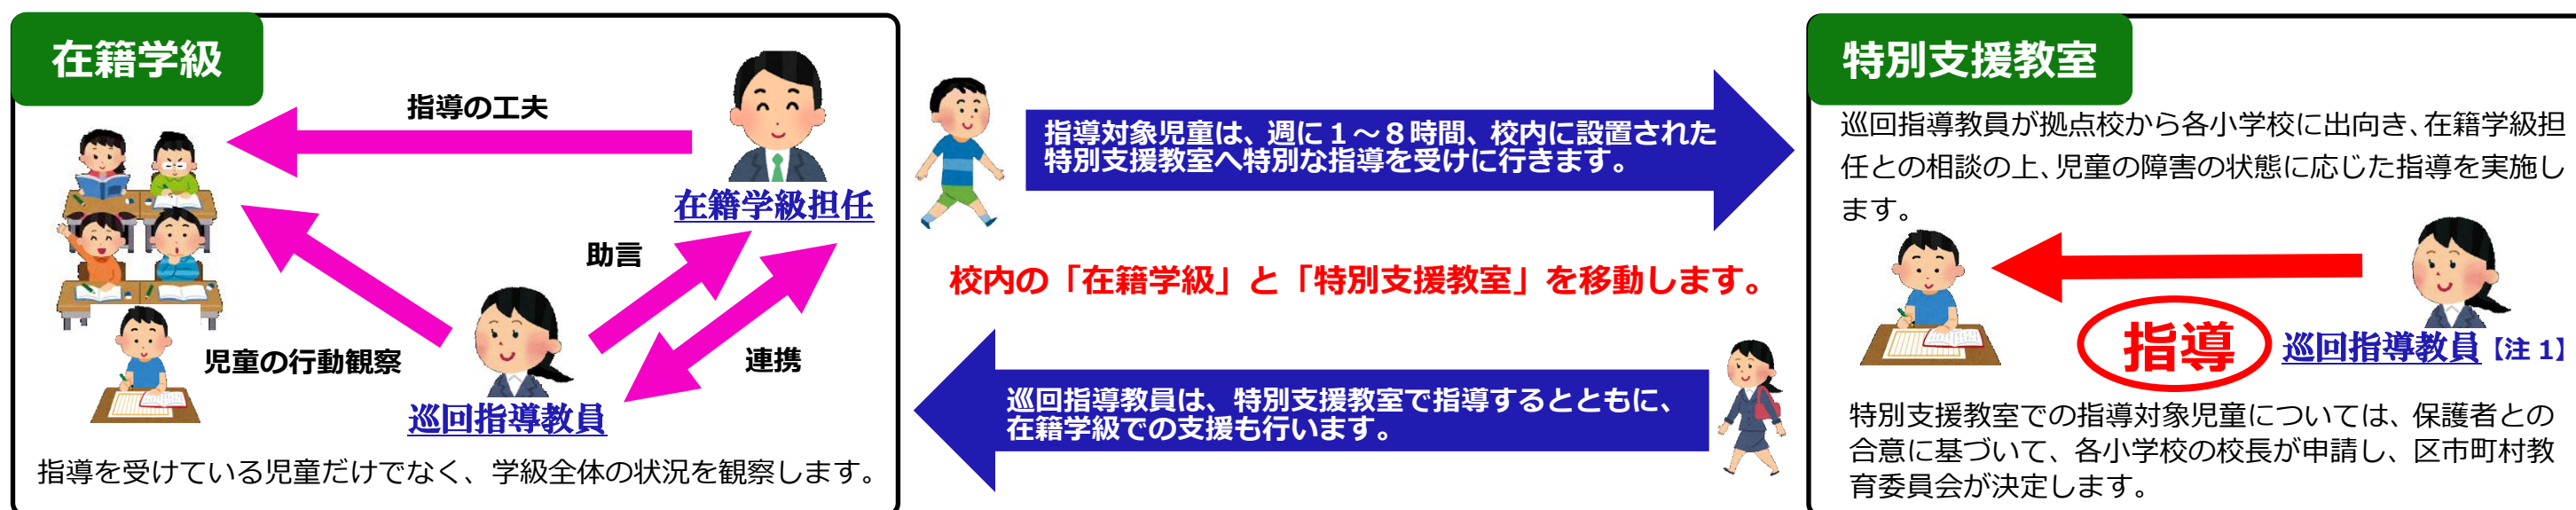 在籍学級
指導の工夫
在籍学級担任
助言
児童の行動観察
連携
巡回指導教員
指導を受けている児童だけでなく、学級全体の状況を観察します。
指導対象児童は、週に１～８時間、校内に設置された
特別支援教室へ特別な指導を受けに行きます。
校内の「在籍学級」と「特別支援教室」を移動します。
巡回指導教員は、特別支援教室で指導するとともに、
在籍学級での支援も行います。
特別支援教室
巡回指導教員が拠点校から各小学校に出向き、在籍学級担
任との相談の上、児童の障害の状態に応じた指導を実施し
ます。
指導
巡回指導教員【注 1】
特別支援教室での指導対象児童については、保護者との
合意に基づいて、各小学校の校長が申請し、区市町村教
育委員会が決定します。